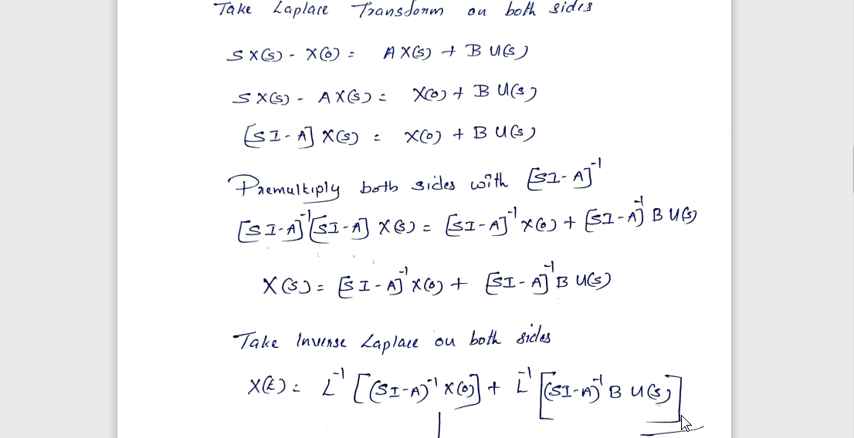 Take Laplace Transform on both sides
S X(s) - X(0) = A X(s) + B U(s)
S X(s) - A X(s) = X(0) + B U(s)
[SI - A] X(s) = X(0) + B U(s)
Premultiply both sides with [SI - A]⁻¹
[SI - A]⁻¹ [SI - A] X(s) = [SI - A]⁻¹ X(0) + [SI - A]⁻¹ B U(s)
X(s) = [SI - A]⁻¹ X(0) + [SI - A]⁻¹ B U(s)
Take Inverse Laplace on both sides
X(t) = L⁻¹ [(SI - A)⁻¹ X(0)] + L⁻¹ [(SI - A)⁻¹ B U(s)]